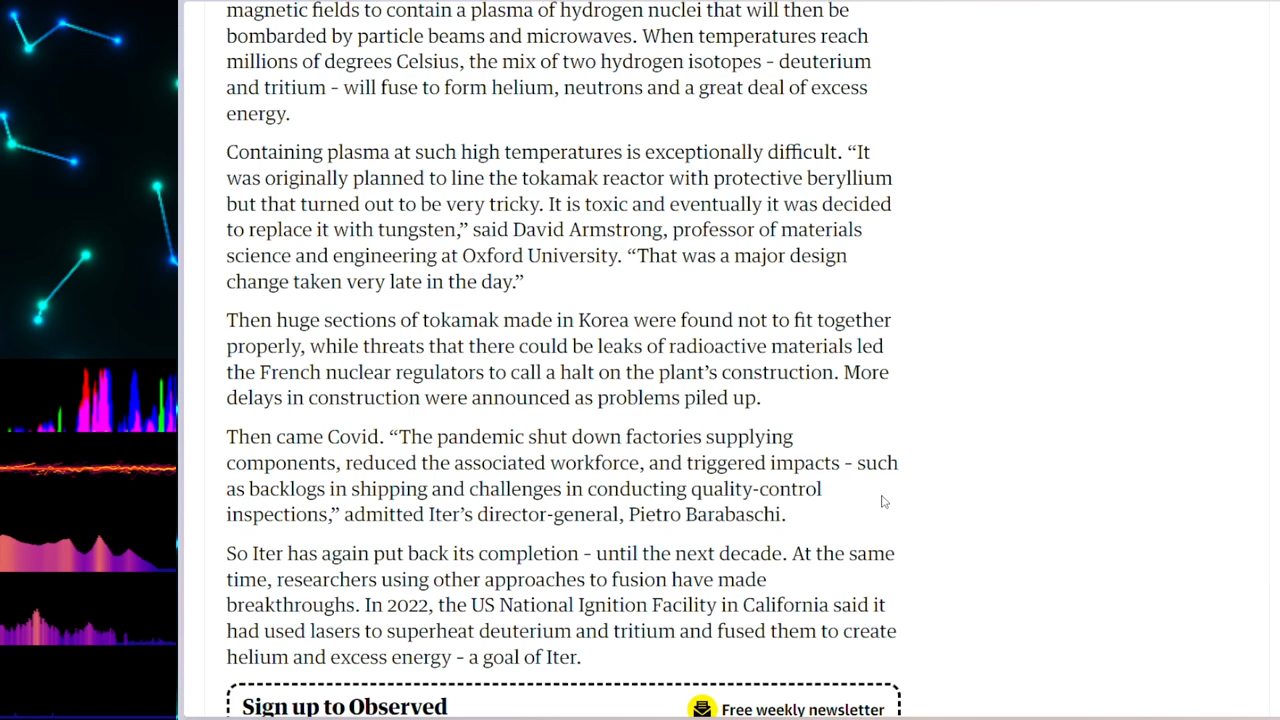 magnetic fields to contain a plasma of hydrogen nuclei that will then be
bombarded by particle beams and microwaves. When temperatures reach
millions of degrees Celsius, the mix of two hydrogen isotopes – deuterium
and tritium – will fuse to form helium, neutrons and a great deal of excess
energy.
Containing plasma at such high temperatures is exceptionally difficult. “It
was originally planned to line the tokamak reactor with protective beryllium
but that turned out to be very tricky. It is toxic and eventually it was decided
to replace it with tungsten,” said David Armstrong, professor of materials
science and engineering at Oxford University. “That was a major design
change taken very late in the day.”
Then huge sections of tokamak made in Korea were found not to fit together
properly, while threats that there could be leaks of radioactive materials led
the French nuclear regulators to call a halt on the plant’s construction. More
delays in construction were announced as problems piled up.
Then came Covid. “The pandemic shut down factories supplying
components, reduced the associated workforce, and triggered impacts – such
as backlogs in shipping and challenges in conducting quality-control
inspections,” admitted Iter’s director-general, Pietro Barabaschi.
So Iter has again put back its completion – until the next decade. At the same
time, researchers using other approaches to fusion have made
breakthroughs. In 2022, the US National Ignition Facility in California said it
had used lasers to superheat deuterium and tritium and fused them to create
helium and excess energy – a goal of Iter.
Sign up to Observed
Free weekly newsletter